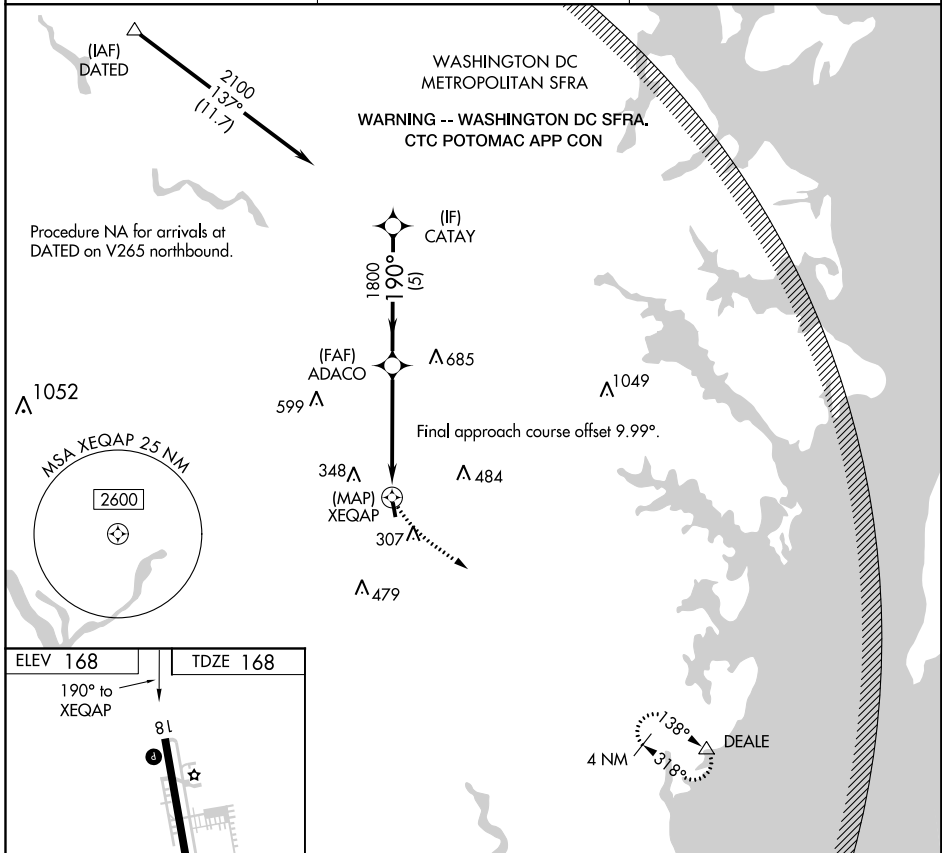 (IAF)
DATED
2100
137°
(11.7)
WASHINGTON DC
METROPOLITAN SFRA
WARNING -- WASHINGTON DC SFRA.
CTC POTOMAC APP CON
Procedure NA for arrivals at
DATED on V265 northbound.
(IF)
CATAY
1800
190°
(5)
(FAF)
ADACO
685
1052
599
1049
Final approach course offset 9.99°.
MSA XEQAP 25 NM
2600
348
484
(MAP)
XEQAP
307
479
ELEV 168
TDZE 168
190° to
XEQAP
18
P
138°
DEALE
4 NM
318°